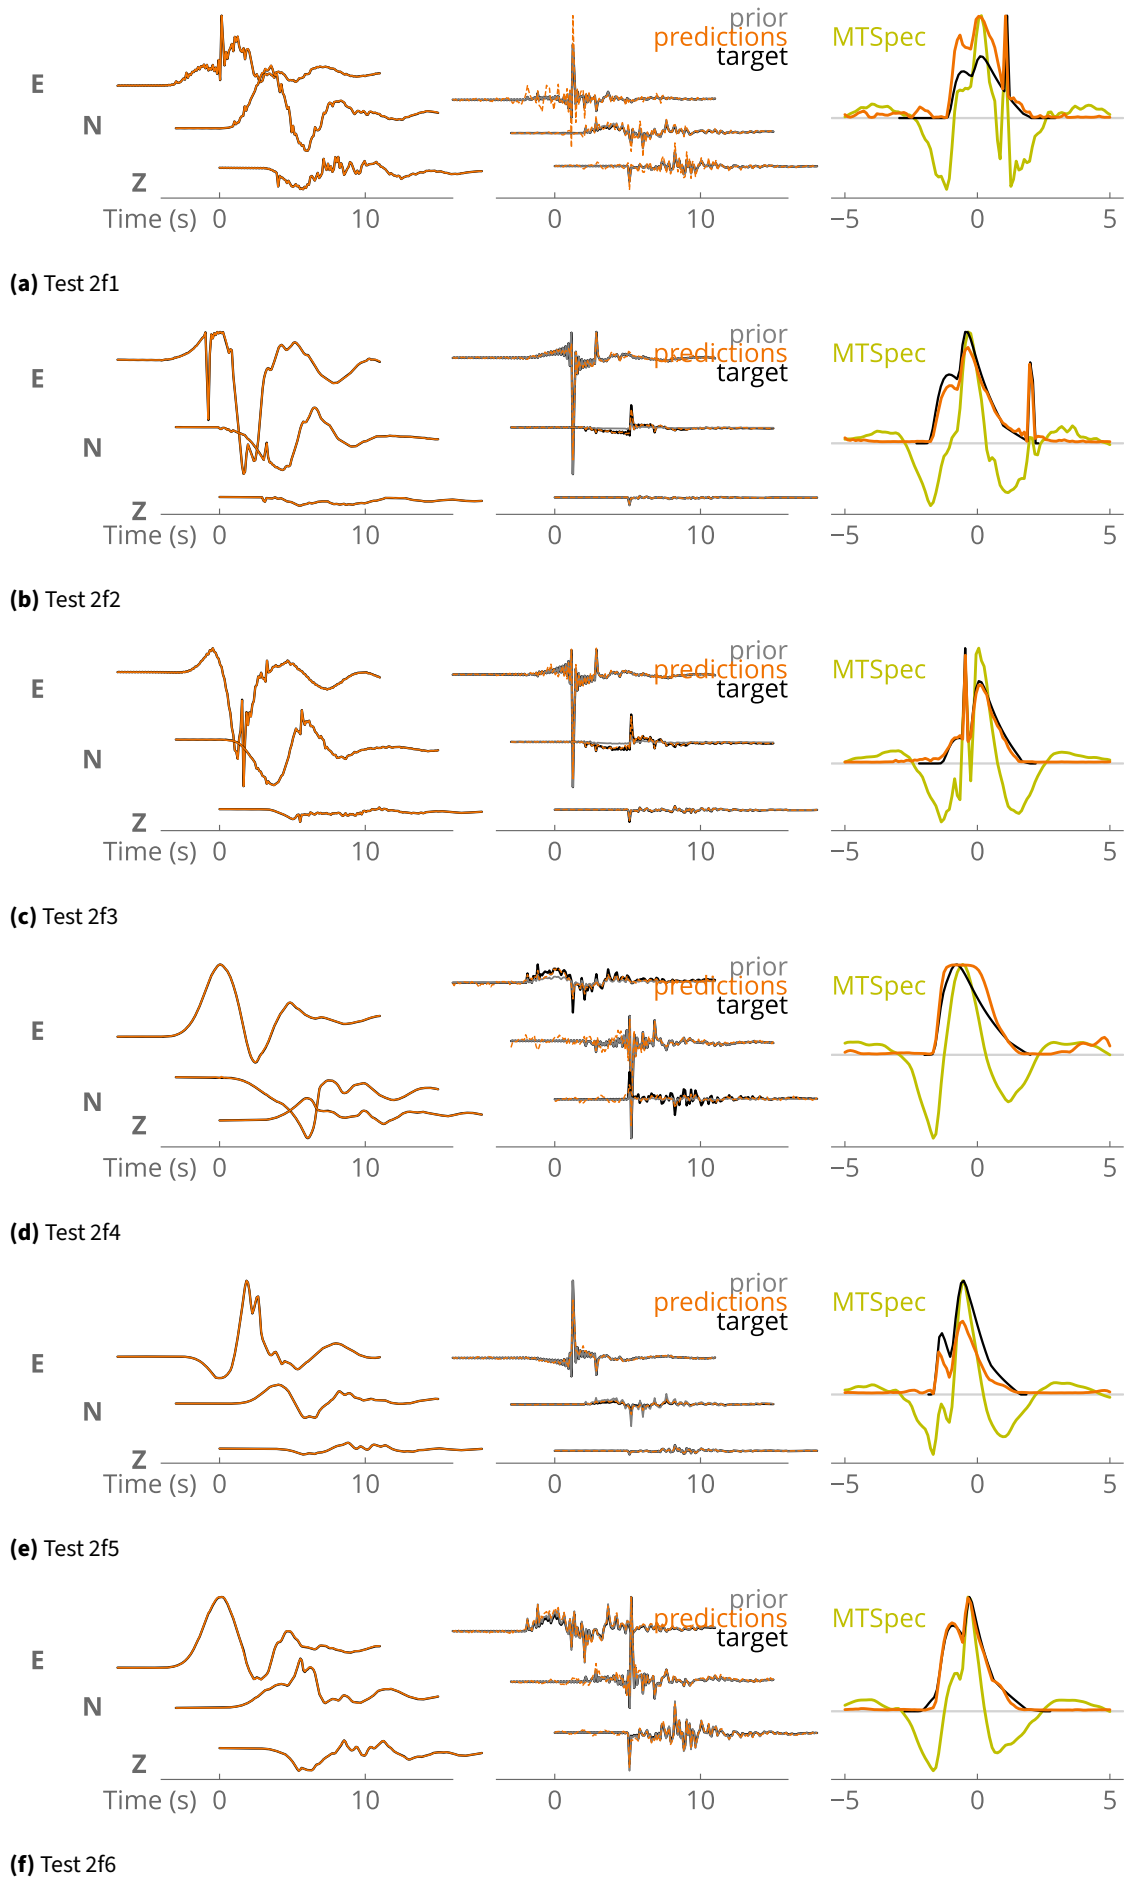 prior
predictions
target
MTSpec
E
N
Z
Time (s) 0 10 0 10 −5 0 5
(a) Test 2f1
prior
predictions
target
MTSpec
E
N
Z
Time (s) 0 10 0 10 −5 0 5
(b) Test 2f2
prior
predictions
target
MTSpec
E
N
Z
Time (s) 0 10 0 10 −5 0 5
(c) Test 2f3
prior
predictions
target
MTSpec
E
N
Z
Time (s) 0 10 0 10 −5 0 5
(d) Test 2f4
prior
predictions
target
MTSpec
E
N
Z
Time (s) 0 10 0 10 −5 0 5
(e) Test 2f5
prior
predictions
target
MTSpec
E
N
Z
Time (s) 0 10 0 10 −5 0 5
(f) Test 2f6